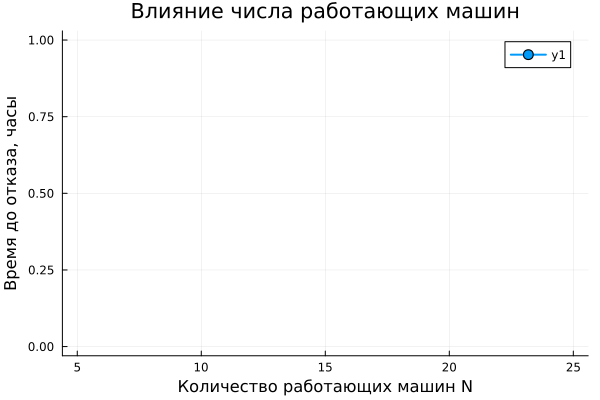 Влияние числа работающих машин
y1
Время до отказа, часы
1.00
0.75
0.50
0.25
0.00
5 10 15 20 25
Количество работающих машин N